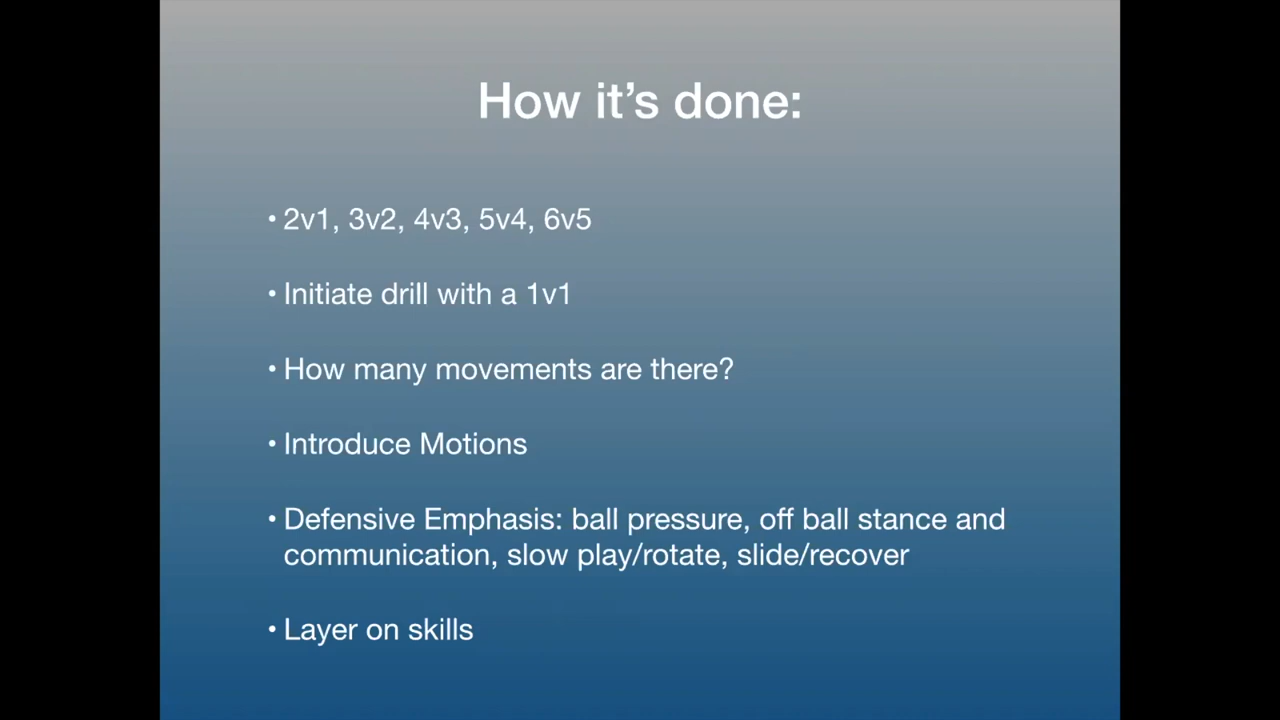 How it’s done:
• 2v1, 3v2, 4v3, 5v4, 6v5
• Initiate drill with a 1v1
• How many movements are there?
• Introduce Motions
• Defensive Emphasis: ball pressure, off ball stance and
communication, slow play/rotate, slide/recover
• Layer on skills